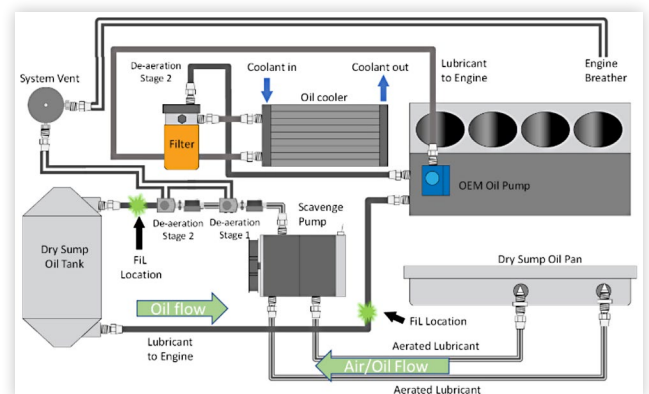 De-aeration
Stage 2
Coolant in
Coolant out
Lubricant
to Engine
Engine
Breather
System Vent
Oil cooler
Filter
OEM Oil Pump
De-aeration
Stage 2
De-aeration
Stage 1
Scavenge
Pump
FiL
Location
Dry Sump
Oil Tank
Dry Sump Oil Pan
Oil flow
FiL Location
Lubricant
to Engine
Aerated Lubricant
Air/Oil Flow
Aerated Lubricant